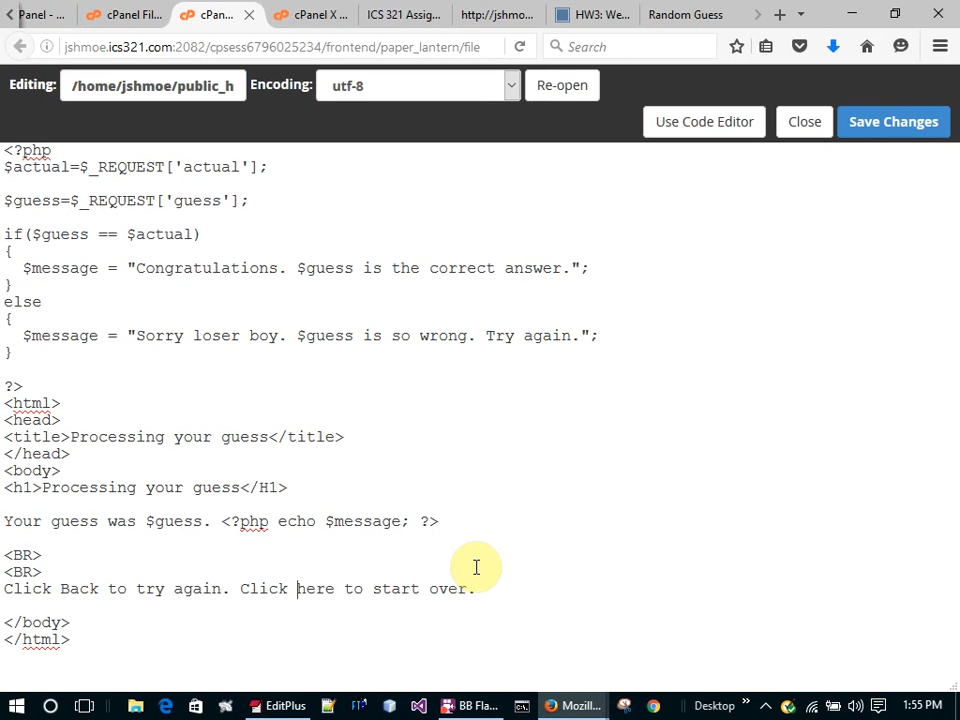 Panel - ...
cPanel Fil...
cPan...
cPanel X ...
ICS 321 Assig...
http://jshmo...
HW3: We...
Random Guess
jshmoe.ics321.com:2082/cpsess6796025234/frontend/paper_lantern/file
Search
Editing:
/home/jshmoe/public_h
Encoding:
utf-8
Re-open
Use Code Editor
Close
Save Changes
<?php
$actual=$_REQUEST['actual'];
$guess=$_REQUEST['guess'];
if($guess == $actual)
{
$message = "Congratulations. $guess is the correct answer.";
}
else
{
$message = "Sorry loser boy. $guess is so wrong. Try again.";
}
?>
<html>
<head>
<title>Processing your guess</title>
</head>
<body>
<h1>Processing your guess</H1>
Your guess was $guess. <?php echo $message; ?>
<BR>
<BR>
Click Back to try again. Click here to start over.
</body>
</html>
EditPlus
BB Fla...
Mozill...
Desktop
1:55 PM